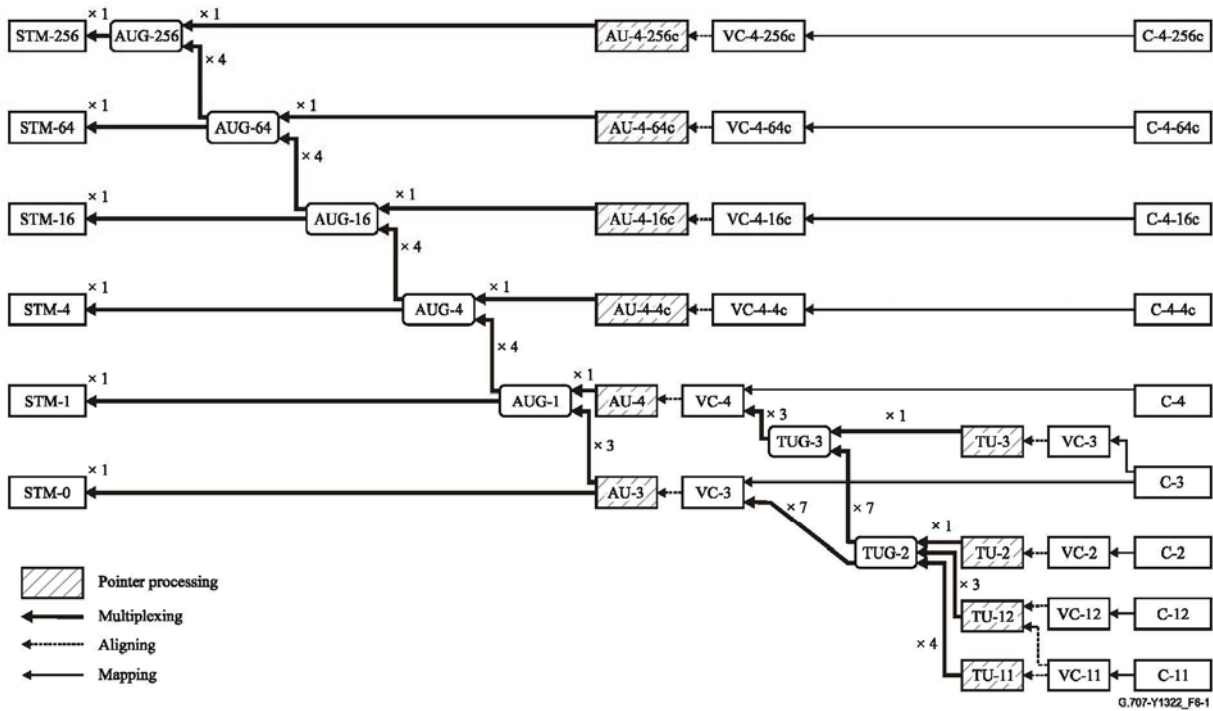 × 1
× 1
STM-256
AUG-256
AU-4-256c
VC-4-256c
C-4-256c
× 4
× 1
× 1
STM-64
AUG-64
AU-4-64c
VC-4-64c
C-4-64c
× 4
× 1
× 1
STM-16
AUG-16
AU-4-16c
VC-4-16c
C-4-16c
× 4
× 1
× 1
STM-4
AUG-4
AU-4-4c
VC-4-4c
C-4-4c
× 4
× 1
× 1
STM-1
AUG-1
AU-4
VC-4
C-4
× 3
× 1
TUG-3
TU-3
VC-3
× 3
× 1
C-3
STM-0
AU-3
VC-3
× 7
× 7
× 1
TUG-2
TU-2
VC-2
C-2
× 3
Pointer processing
Multiplexing
TU-12
VC-12
C-12
Aligning
× 4
Mapping
TU-11
VC-11
C-11
G.707-Y1322_F6-1